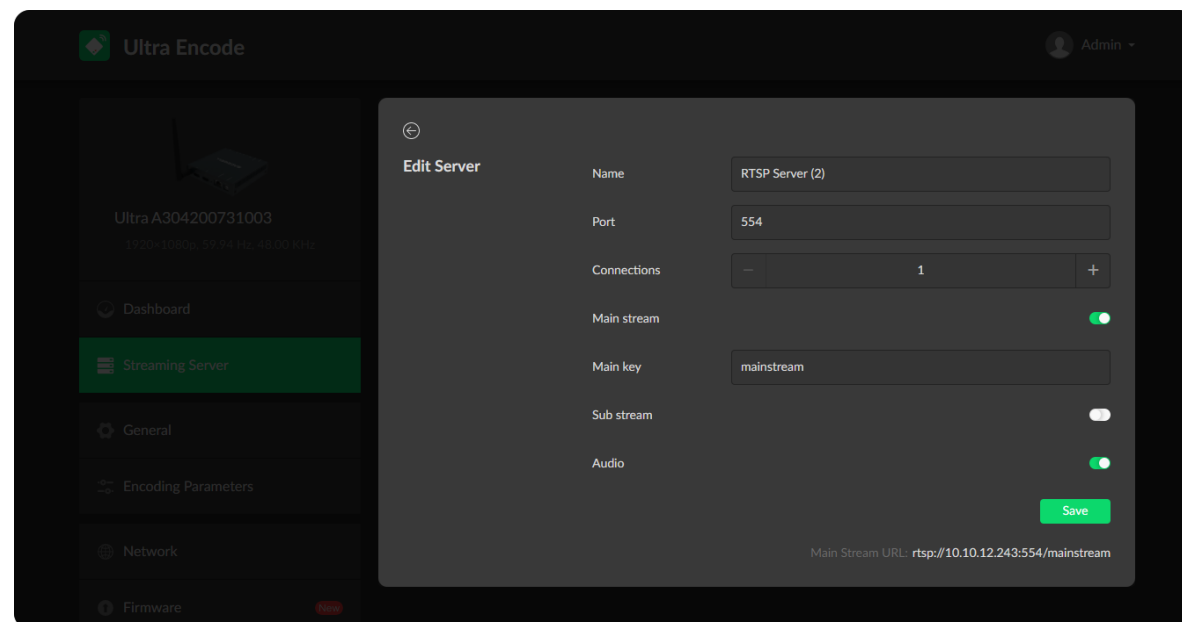 Ultra Encode
Admin
Ultra A304200731003
1920×1080p, 59.94 Hz, 48.00 KHz
Dashboard
Streaming Server
General
Encoding Parameters
Network
Firmware New
Edit Server
Name RTSP Server (2)
Port 554
Connections − 1 +
Main stream
Main key mainstream
Sub stream
Audio
Save
Main Stream URL: rtsp://10.10.12.243:554/mainstream